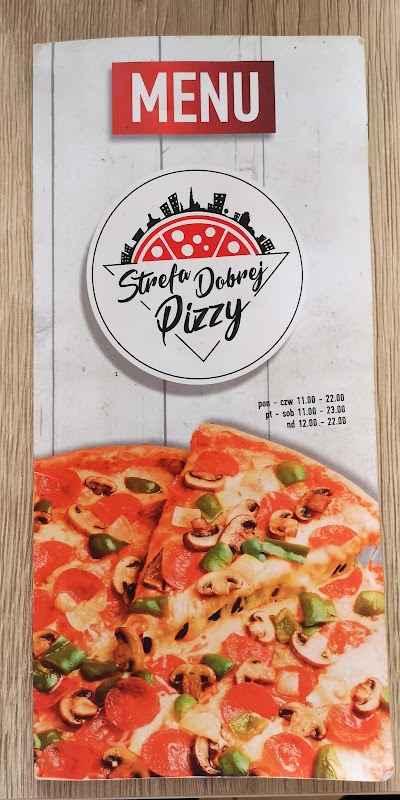 MENU
Strefa Dobrej
Pizzy
pon - czw 11.00 - 22.00
pt - sob 11.00 - 23.00
nd 12.00 - 22.00